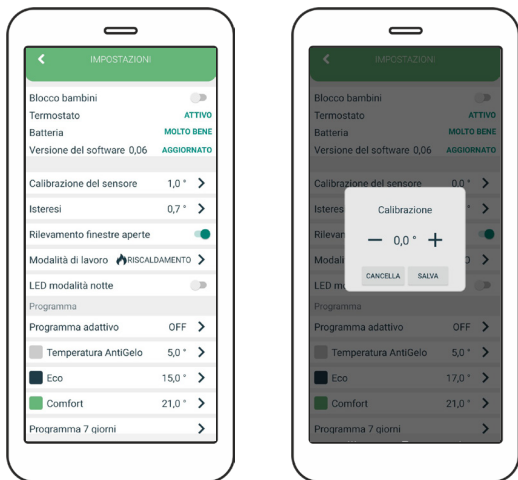 IMPOSTAZIONI
Blocco bambini
Termostato ATTIVO
Batteria MOLTO BENE
Versione del software 0,06 AGGIORNATO
Calibrazione del sensore 1,0 °
Isteresi 0,7 °
Rilevamento finestre aperte
Modalità di lavoro RISCALDAMENTO
LED modalità notte
Programma
Programma adattivo OFF
Temperatura AntiGelo 5,0 °
Eco 15,0 °
Comfort 21,0 °
Programma 7 giorni
IMPOSTAZIONI
Blocco bambini
Termostato ATTIVO
Batteria MOLTO BENE
Versione del software 0,06 AGGIORNATO
Calibrazione del sensore 0,0 °
Calibrazione
− 0,0 ° +
CANCELLA SALVA
Programma
Programma adattivo OFF
Temperatura AntiGelo 5,0 °
Eco 17,0 °
Comfort 21,0 °
Programma 7 giorni